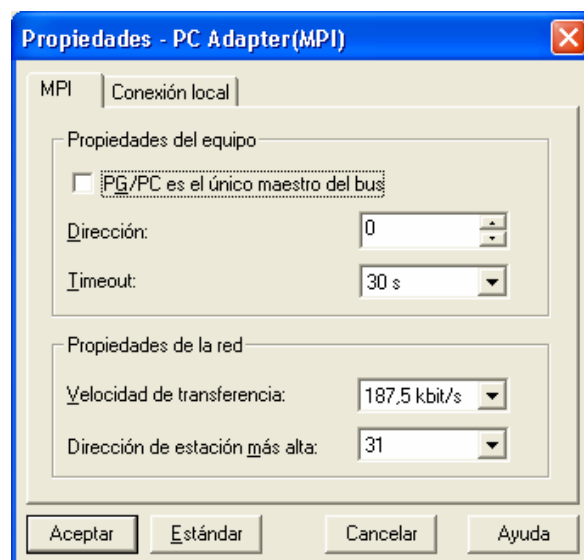 Propiedades - PC Adapter(MPI)
MPI Conexión local
Propiedades del equipo
PG/PC es el único maestro del bus
Dirección: 0
Timeout: 30 s
Propiedades de la red
Velocidad de transferencia: 187,5 kbit/s
Dirección de estación más alta: 31
Aceptar Estándar Cancelar Ayuda